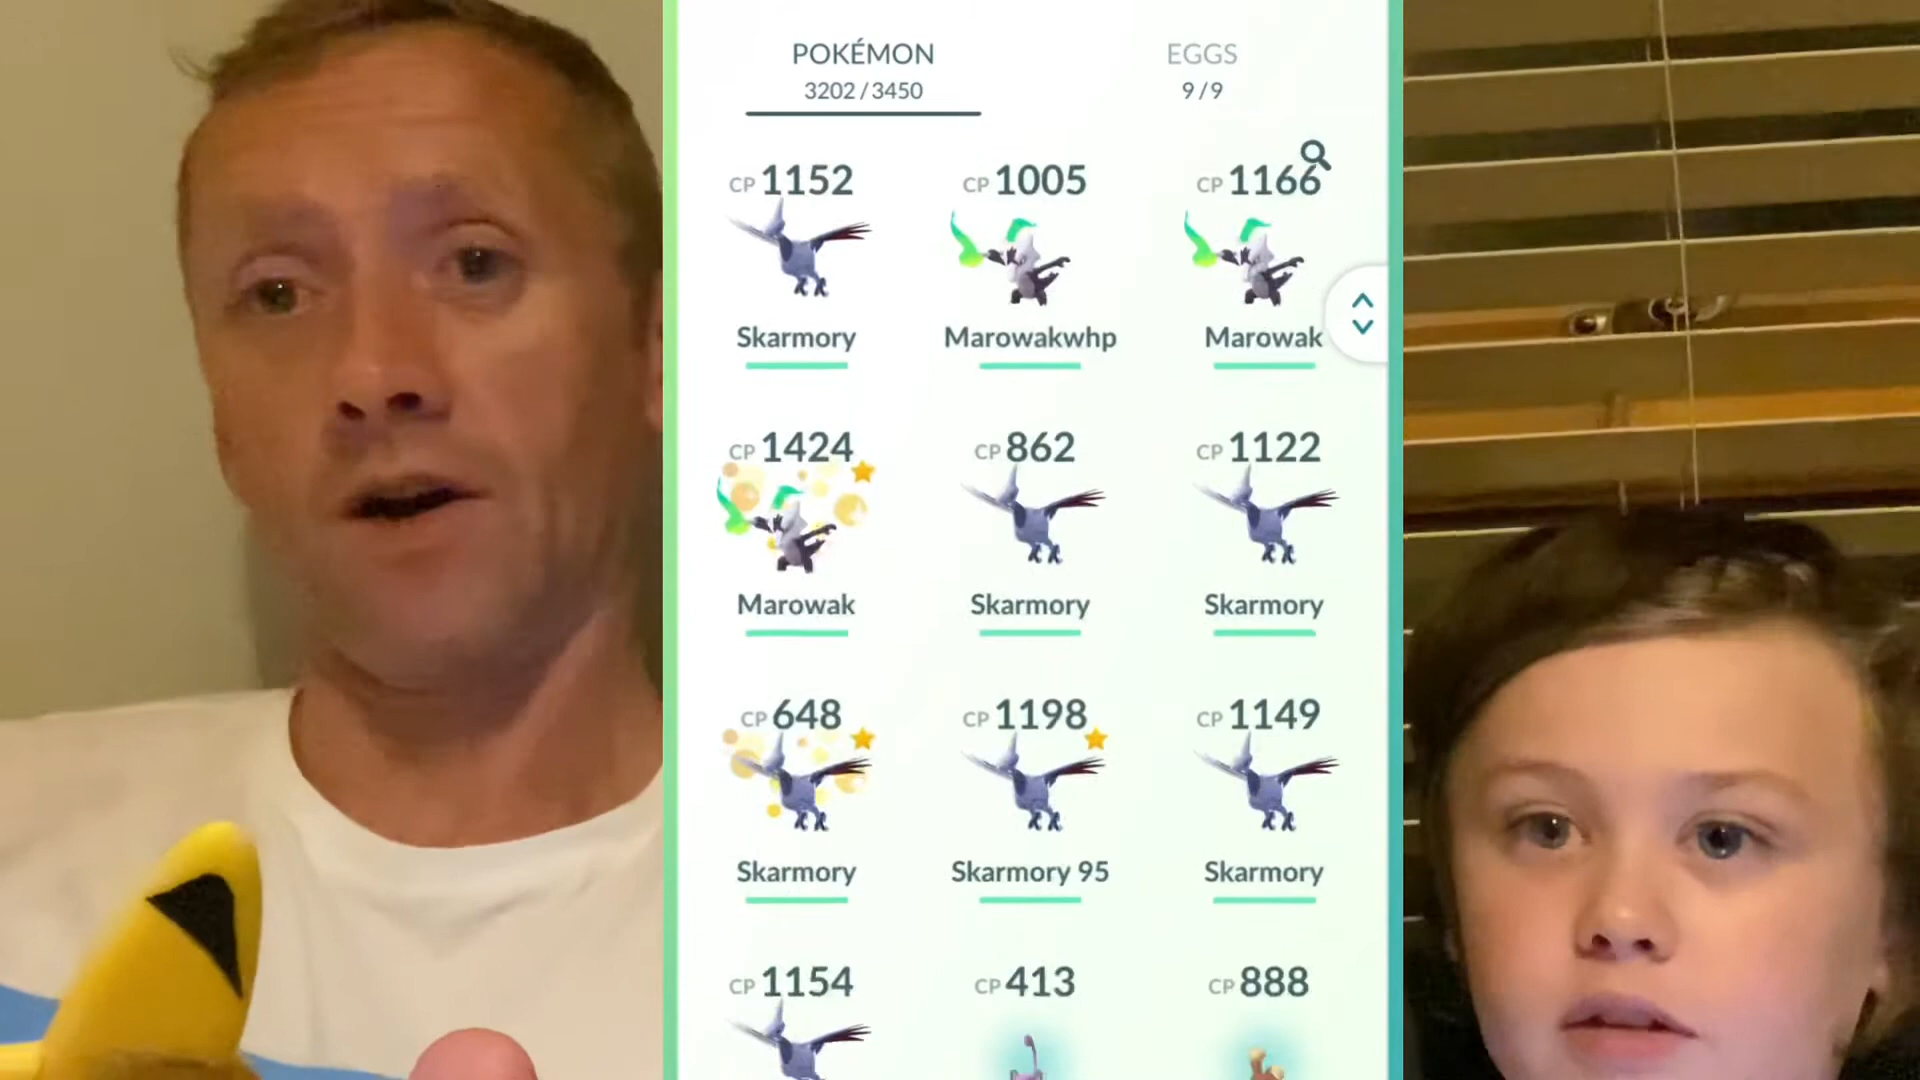 POKÉMON EGGS
3202 / 3450 9 / 9
CP 1152 CP 1005 CP 1166
Skarmory Marowakwhp Marowak
CP 1424 CP 862 CP 1122
Marowak Skarmory Skarmory
CP 648 CP 1198 CP 1149
Skarmory Skarmory 95 Skarmory
CP 1154 CP 413 CP 888